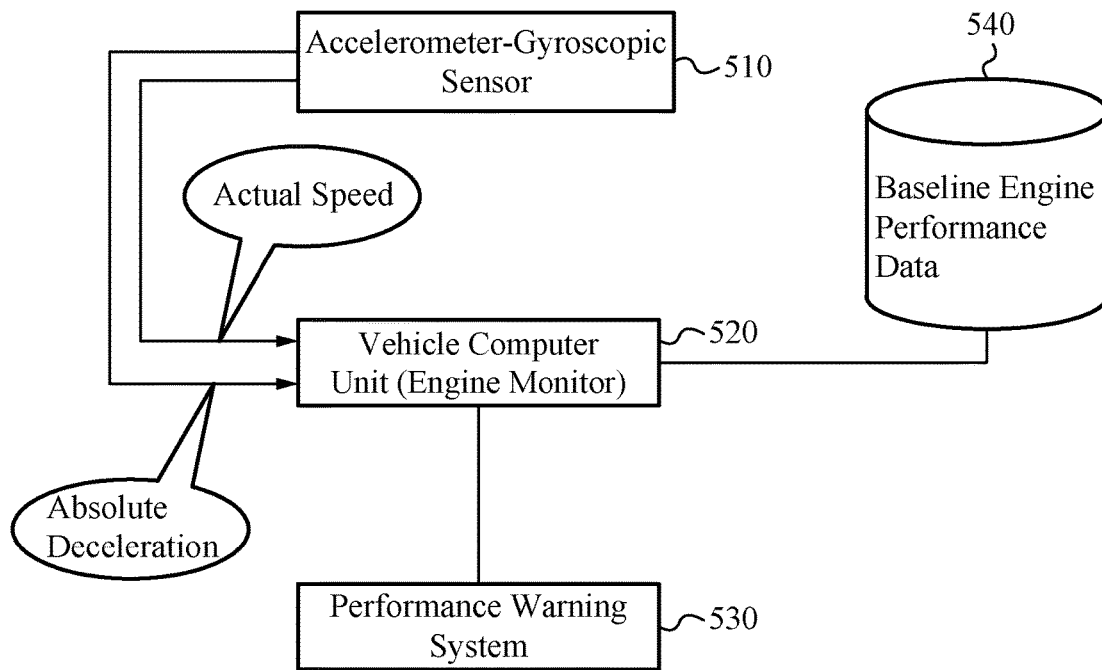 Accelerometer-Gyroscopic
Sensor
510
540
Actual Speed
Baseline Engine
Performance
Data
Vehicle Computer
Unit (Engine Monitor)
520
Absolute
Deceleration
Performance Warning
System
530